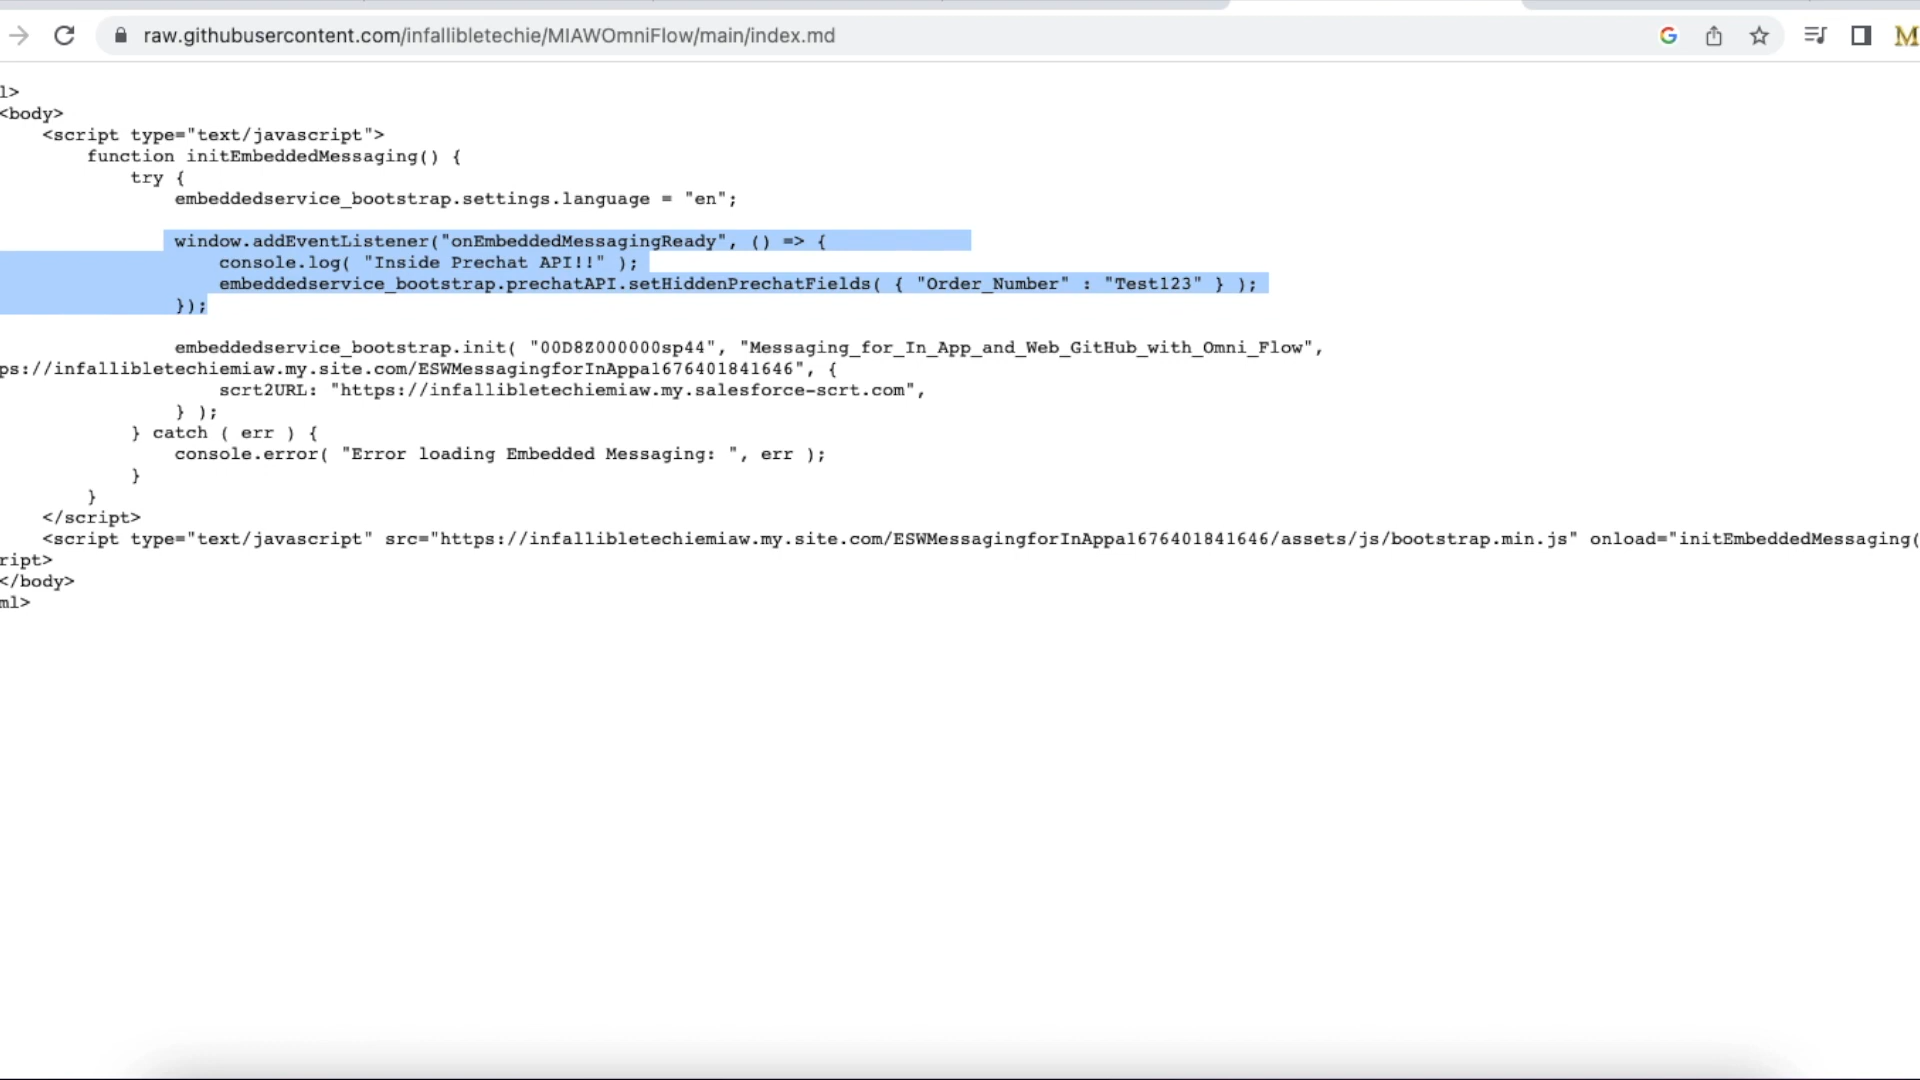 raw.githubusercontent.com/infallibletechie/MIAWOmniFlow/main/index.md
l>
<body>
<script type="text/javascript">
function initEmbeddedMessaging() {
try {
embeddedservice_bootstrap.settings.language = "en";
window.addEventListener("onEmbeddedMessagingReady", () => {
console.log( "Inside Prechat API!!" );
embeddedservice_bootstrap.prechatAPI.setHiddenPrechatFields( { "Order_Number" : "Test123" } );
});
embeddedservice_bootstrap.init( "00D8Z000000sp44", "Messaging_for_In_App_and_Web_GitHub_with_Omni_Flow",
ps://infallibletechiemiaw.my.site.com/ESWMessagingforInAppa1676401841646", {
scrt2URL: "https://infallibletechiemiaw.my.salesforce-scrt.com",
} );
} catch ( err ) {
console.error( "Error loading Embedded Messaging: ", err );
}
}
</script>
<script type="text/javascript" src="https://infallibletechiemiaw.my.site.com/ESWMessagingforInAppa1676401841646/assets/js/bootstrap.min.js" onload="initEmbeddedMessaging(
ript>
</body>
ml>